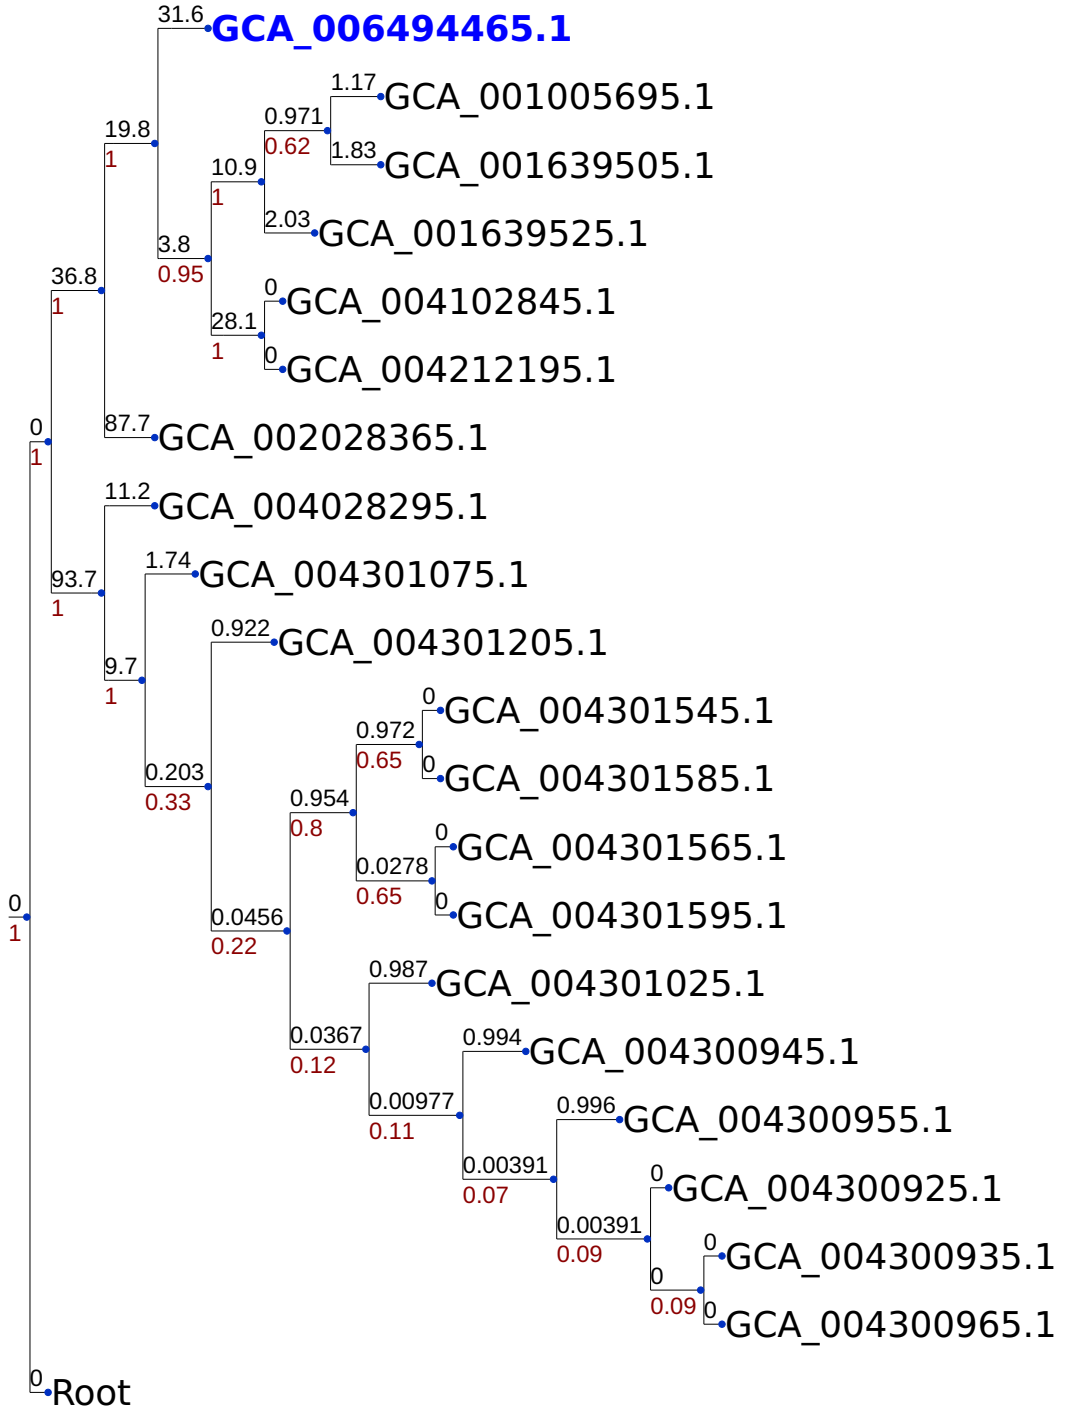 31.6
GCA_006494465.1
1.17
GCA_001005695.1
0.971
0.62
19.8
1
1.83
GCA_001639505.1
10.9
1
2.03
GCA_001639525.1
3.8
0.95
36.8
1
0
GCA_004102845.1
28.1
1
0
GCA_004212195.1
87.7
GCA_002028365.1
0
1
11.2
GCA_004028295.1
1.74
GCA_004301075.1
93.7
1
0.922
GCA_004301205.1
9.7
1
0
GCA_004301545.1
0.972
0.65
0
GCA_004301585.1
0.203
0.33
0.954
0.8
0
GCA_004301565.1
0.0278
0.65
0
GCA_004301595.1
0
1
0.0456
0.22
0.987
GCA_004301025.1
0.0367
0.12
0.994
GCA_004300945.1
0.00977
0.11
0.996
GCA_004300955.1
0.00391
0.07
0
GCA_004300925.1
0.00391
0.09
0
GCA_004300935.1
0
0.09
0
GCA_004300965.1
0
Root